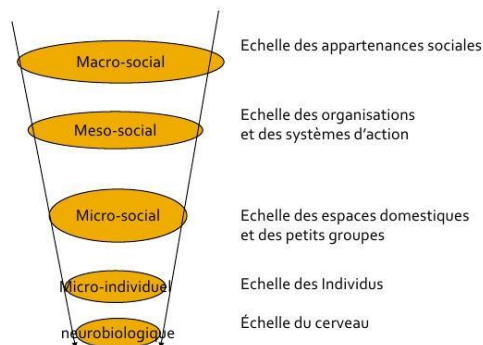 Macro-social
Echelle des appartenances sociales
Meso-social
Echelle des organisations
et des systèmes d'action
Micro-social
Echelle des espaces domestiques
et des petits groupes
Micro-individuel
Echelle des Individus
neurobiologique
Échelle du cerveau